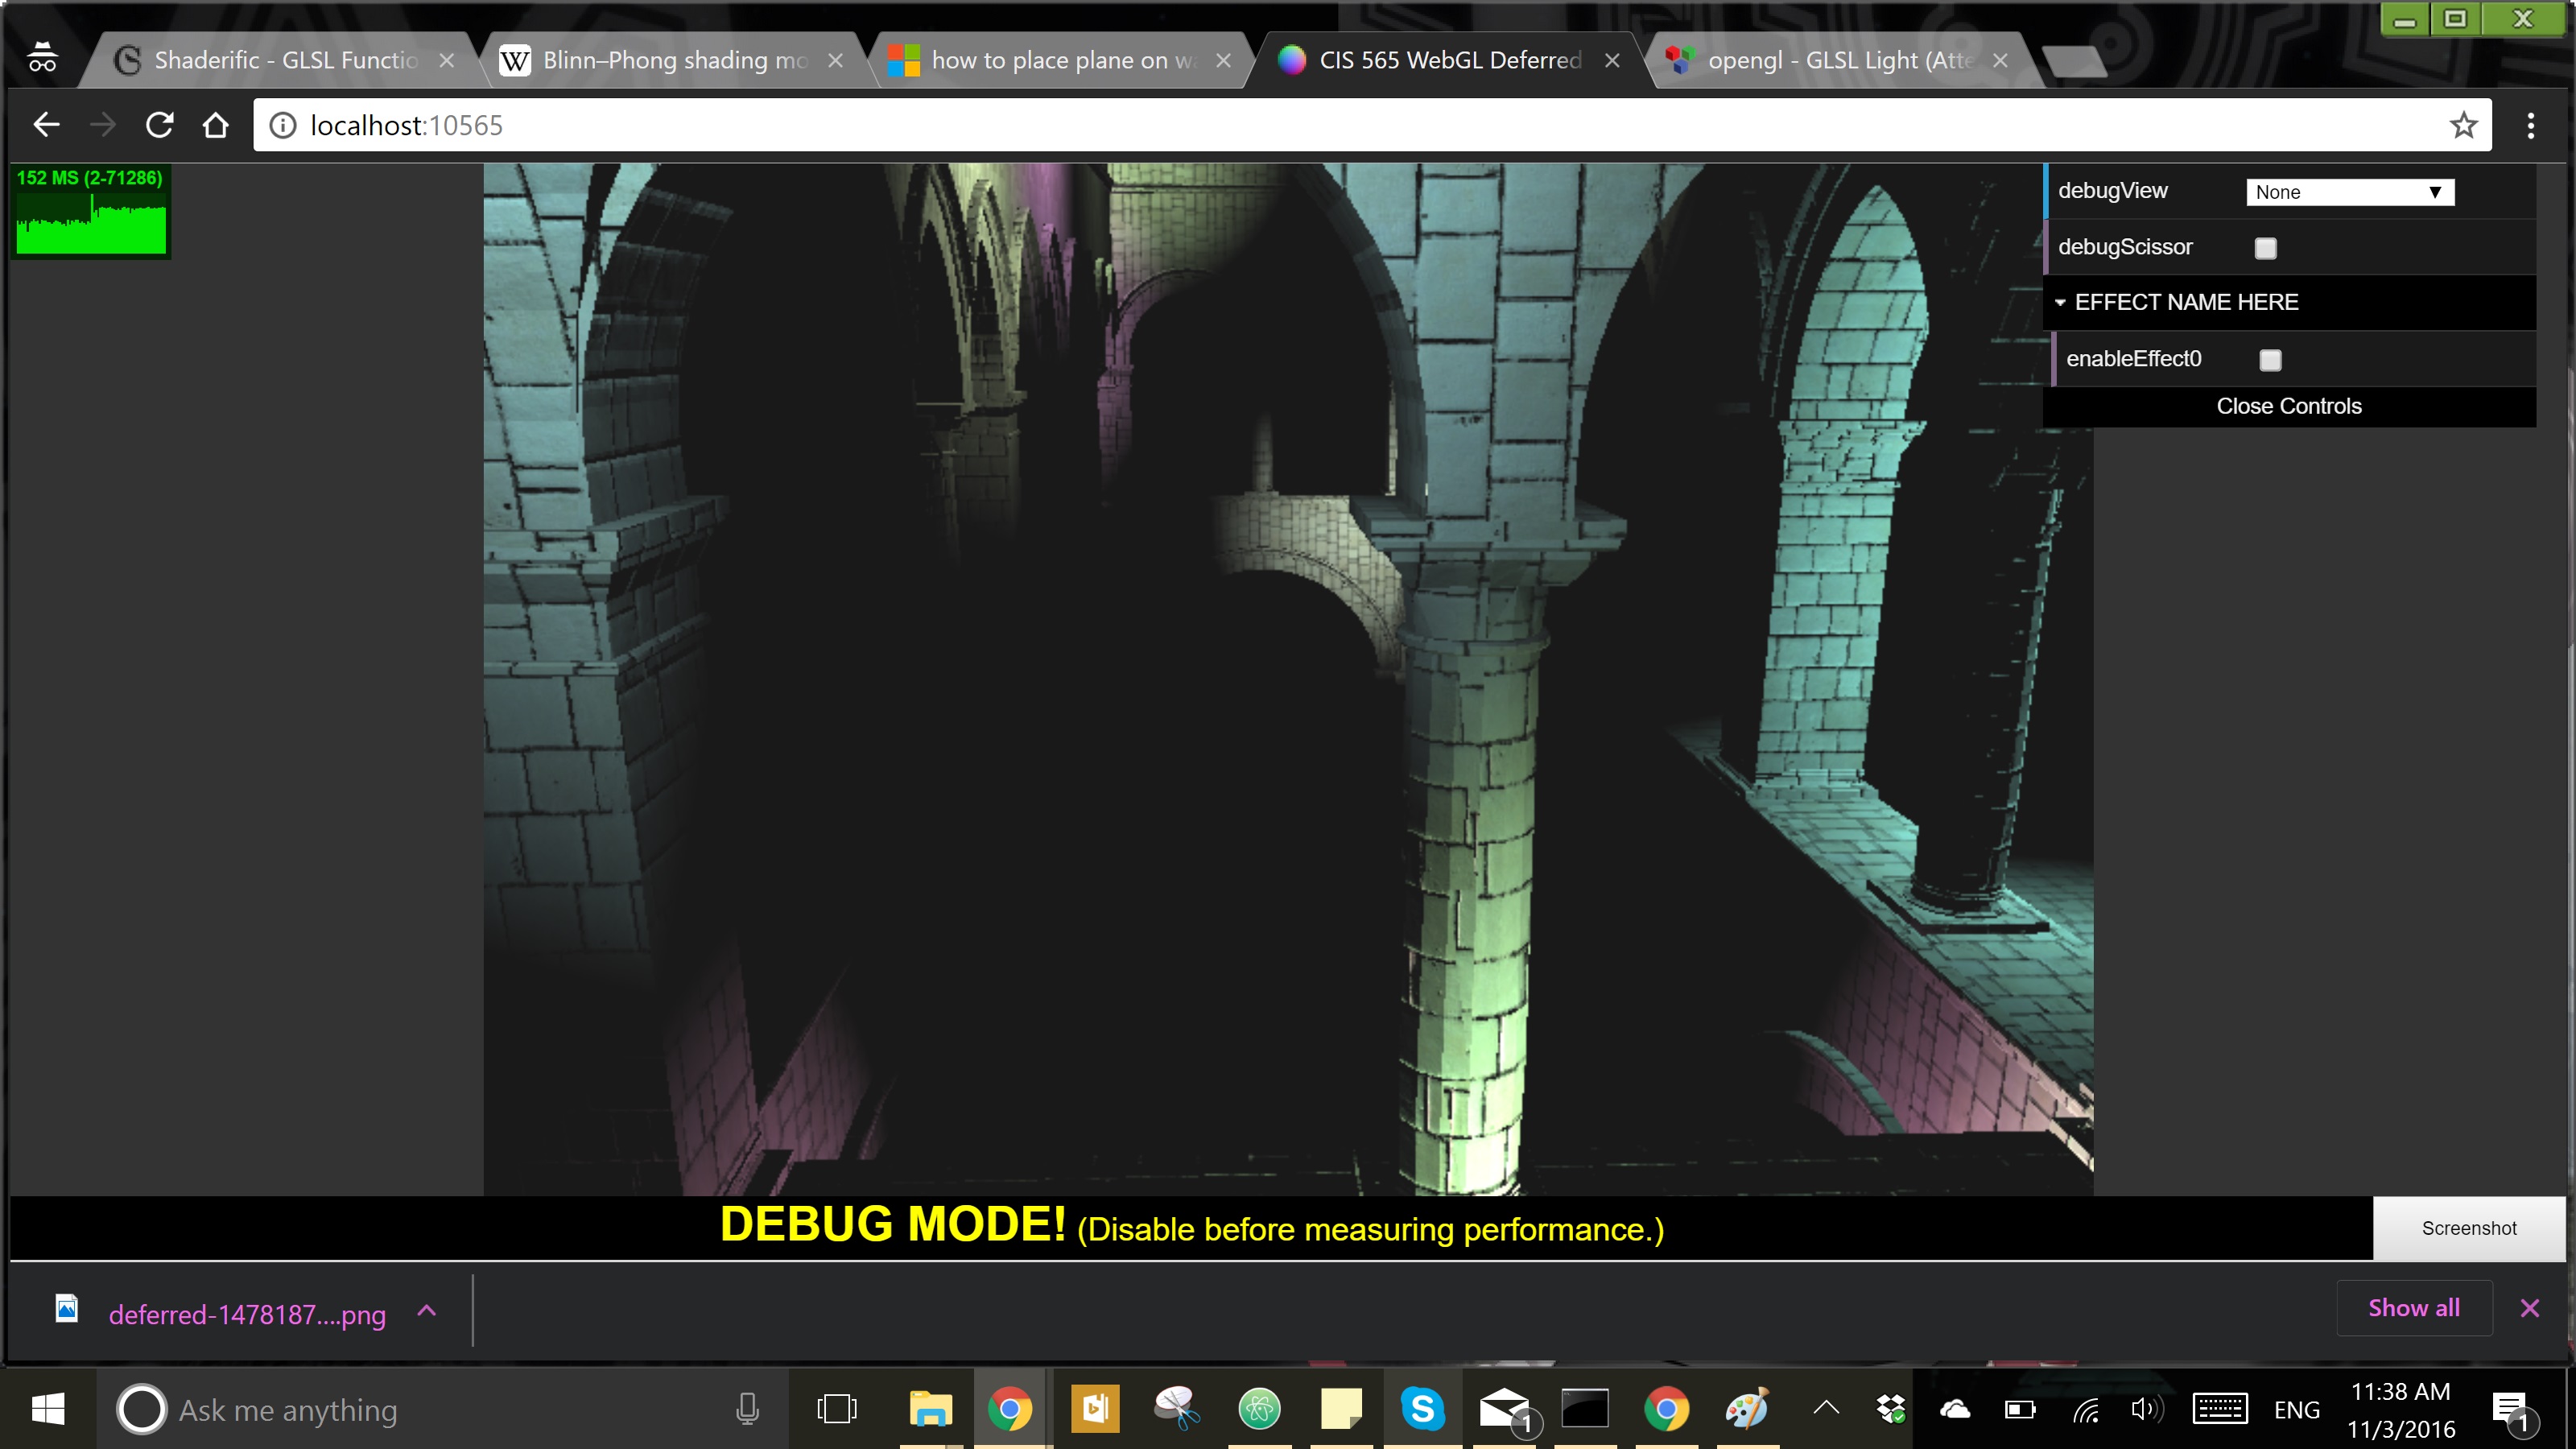 Shaderific - GLSL Functio
Blinn–Phong shading mo
how to place plane on wa
CIS 565 WebGL Deferred
opengl - GLSL Light (Atte
localhost:10565
152 MS (2-71286)
debugView None
debugScissor
EFFECT NAME HERE
enableEffect0
Close Controls
DEBUG MODE! (Disable before measuring performance.)
Screenshot
deferred-1478187....png
Show all
Ask me anything
1
ENG
11:38 AM
11/3/2016
1